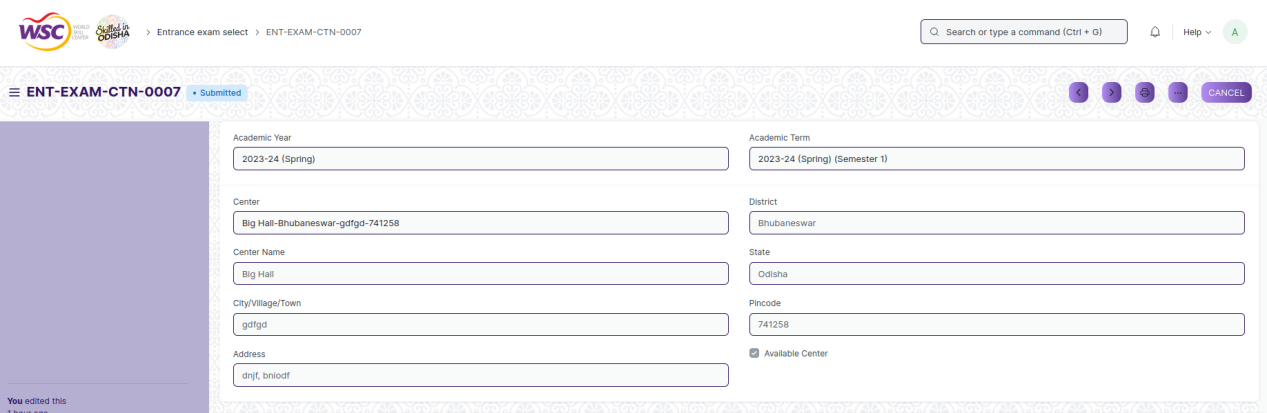 WSC WORLD SKILL CENTER Skilled in ODISHA > Entrance exam select > ENT-EXAM-CTN-0007 Search or type a command (Ctrl + G) Help A
ENT-EXAM-CTN-0007 • Submitted ... CANCEL
Academic Year
2023-24 (Spring)
Academic Term
2023-24 (Spring) (Semester 1)
Center
Big Hall-Bhubaneswar-gdfgd-741258
District
Bhubaneswar
Center Name
Big Hall
State
Odisha
City/Village/Town
gdfgd
Pincode
741258
Address
dnjf, bniodf
Available Center
You edited this
1 hour ago